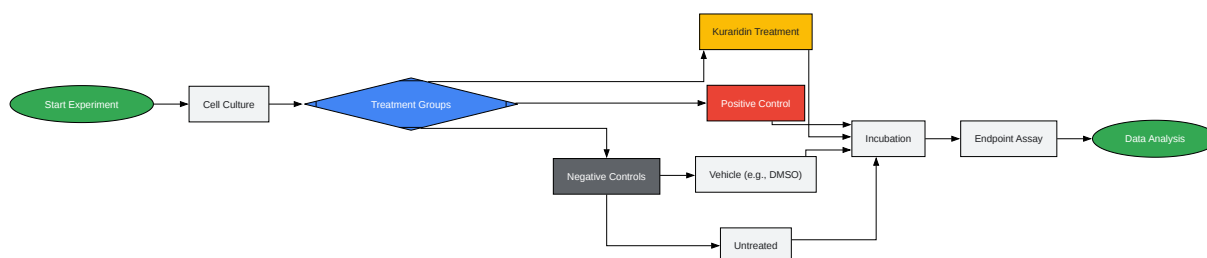 Kuraridin Treatment
Start Experiment
Cell Culture
Treatment Groups
Positive Control
Incubation
Endpoint Assay
Data Analysis
Negative Controls
Vehicle (e.g., DMSO)
Untreated